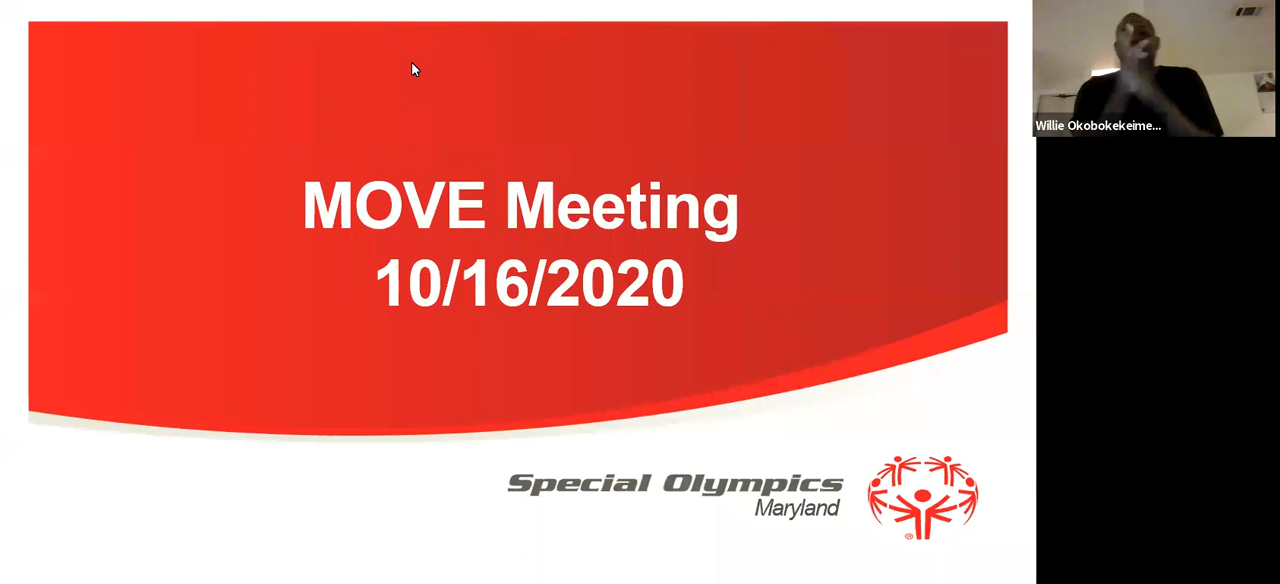 MOVE Meeting
10/16/2020
Special Olympics
Maryland
®
Willie Okobokekeime...